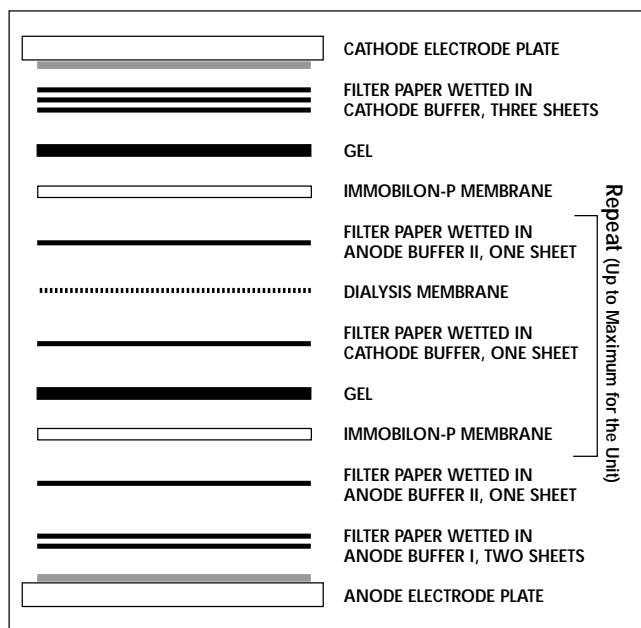 CATHODE ELECTRODE PLATE
FILTER PAPER WETTED IN
CATHODE BUFFER, THREE SHEETS
GEL
IMMOBILON-P MEMBRANE
FILTER PAPER WETTED IN
ANODE BUFFER II, ONE SHEET
DIALYSIS MEMBRANE
FILTER PAPER WETTED IN
CATHODE BUFFER, ONE SHEET
GEL
IMMOBILON-P MEMBRANE
FILTER PAPER WETTED IN
ANODE BUFFER II, ONE SHEET
FILTER PAPER WETTED IN
ANODE BUFFER I, TWO SHEETS
ANODE ELECTRODE PLATE
Repeat (Up to Maximum for the Unit)